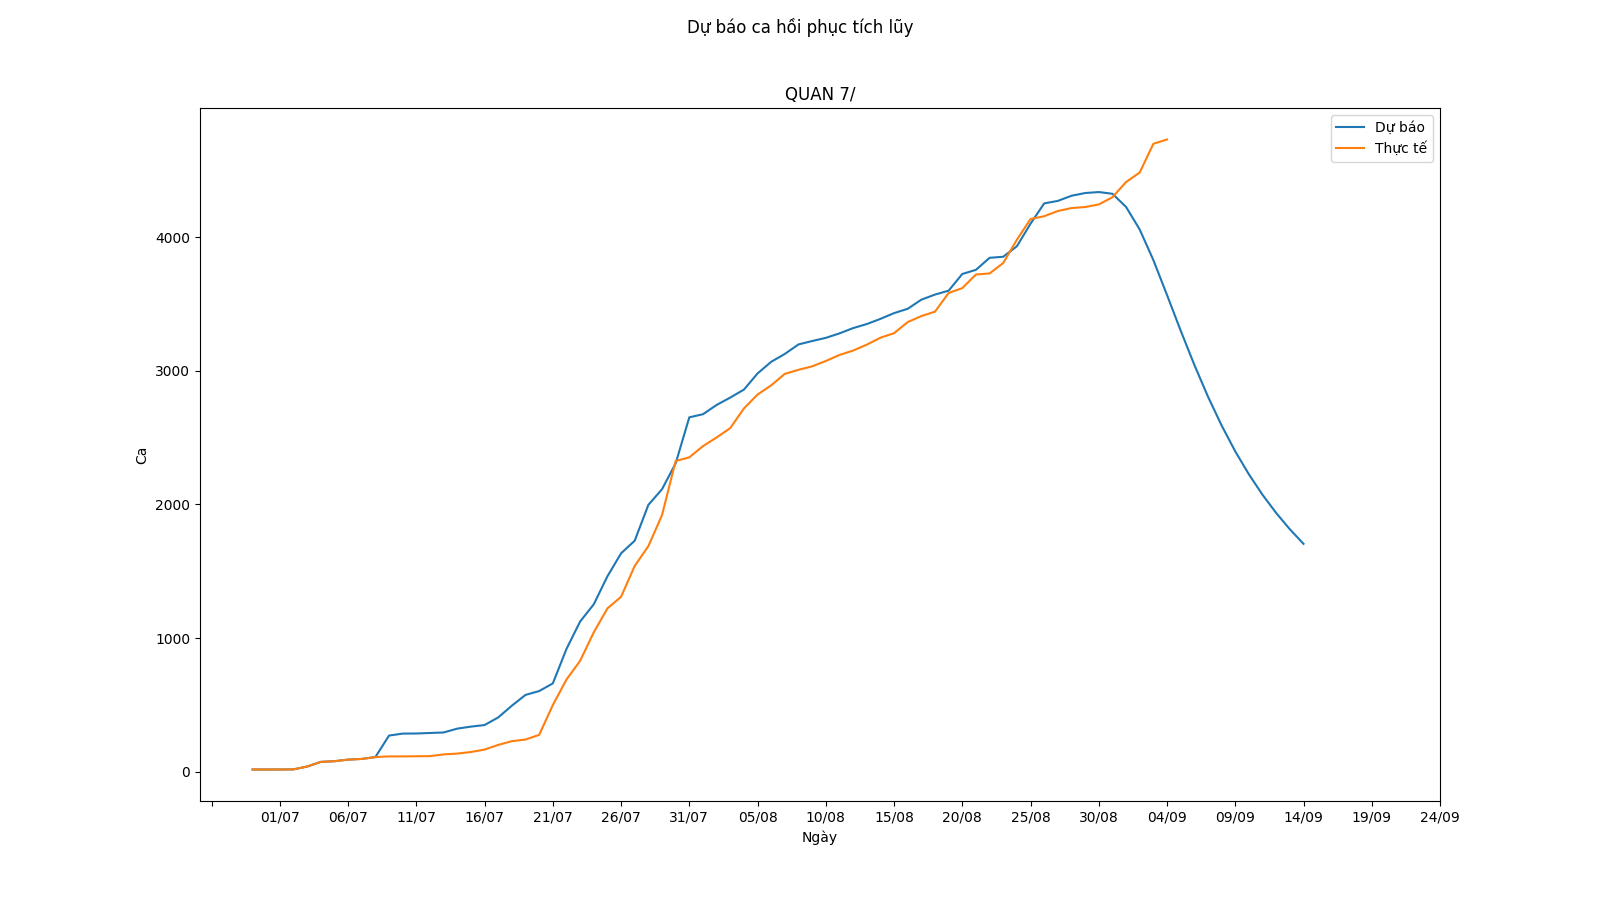 Dự báo ca hồi phục tích lũy
QUAN 7/
Dự báo
Thực tế
4000
3000
2000
1000
0
Ca
01/07 06/07 11/07 16/07 21/07 26/07 31/07 05/08 10/08 15/08 20/08 25/08 30/08 04/09 09/09 14/09 19/09 24/09
Ngày